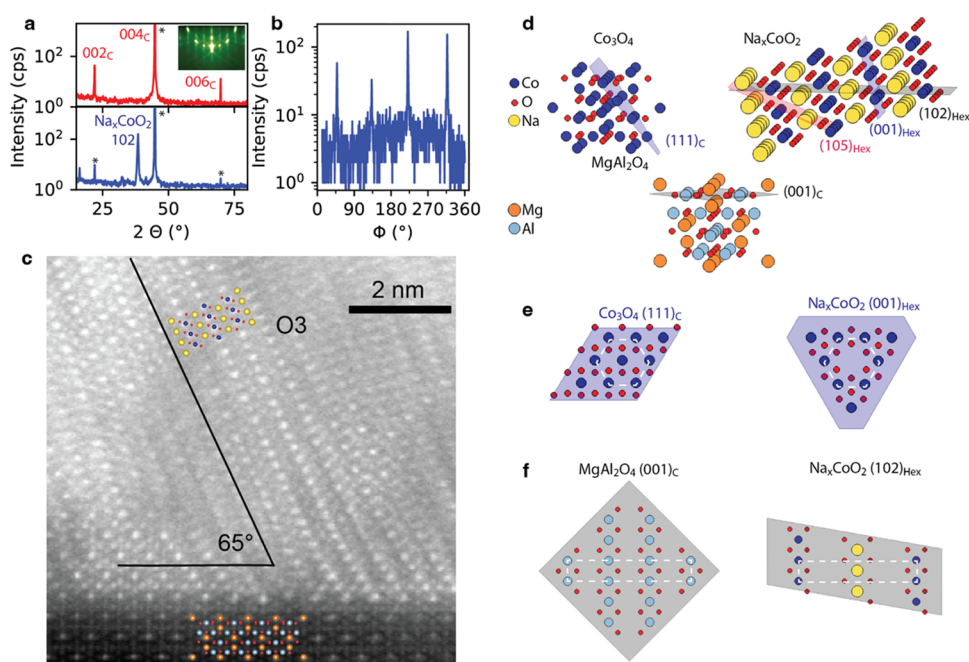 a
Intensity (cps)
10²
10⁰
10²
10⁰
002c
004c
*
006c
NaxCoO2
102
*
*
*
25
50
75
2 Θ (°)
b
Intensity (cps)
10²
10¹
10⁰
0
90
180
270
360
Φ (°)
c
O3
2 nm
65°
d
Co3O4
NaxCoO2
Co
O
Na
(111)C
(102)Hex
(001)Hex
(105)Hex
MgAl2O4
(001)C
Mg
Al
e
Co3O4 (111)C
NaxCoO2 (001)Hex
f
MgAl2O4 (001)C
NaxCoO2 (102)Hex